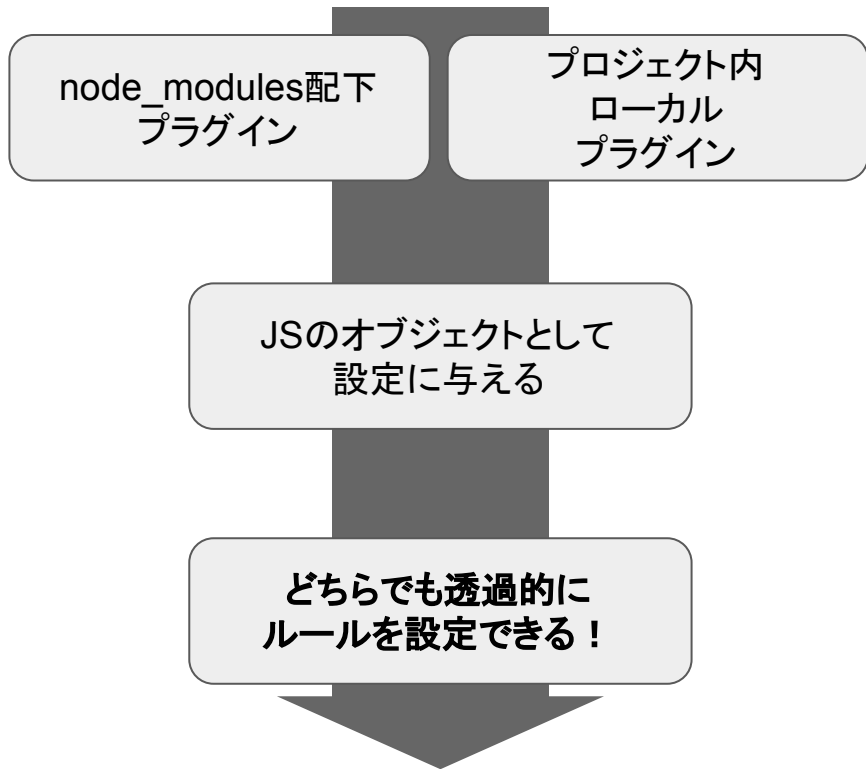 node_modules配下
プラグイン
プロジェクト内
ローカル
プラグイン
JSのオブジェクトとして
設定に与える
どちらでも透過的に
ルールを設定できる！